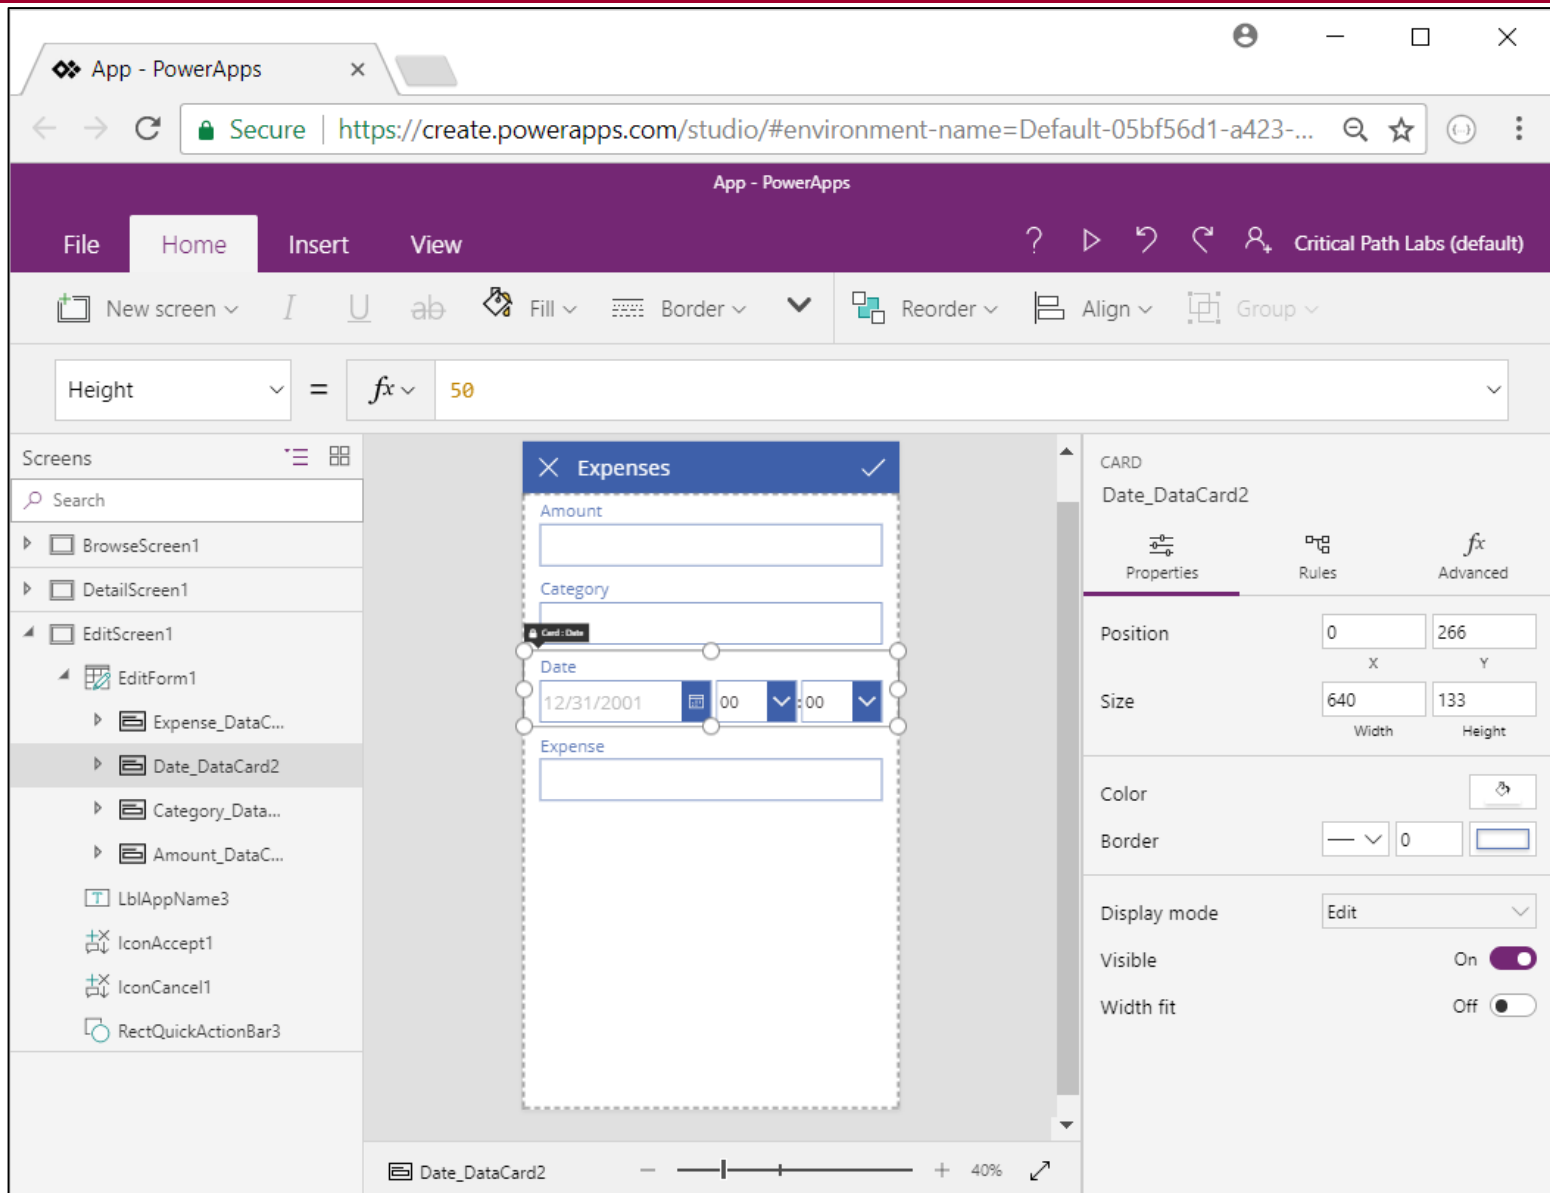 App - PowerApps
Secure https://create.powerapps.com/studio/#environment-name=Default-05bf56d1-a423-...
App - PowerApps
File Home Insert View ? Critical Path Labs (default)
New screen I U ab Fill Border Reorder Align Group
Height = fx 50
Screens
Search
BrowseScreen1
DetailScreen1
EditScreen1
EditForm1
Expense_DataC...
Date_DataCard2
Category_Data...
Amount_DataC...
LblAppName3
IconAccept1
IconCancel1
RectQuickActionBar3
Expenses
Amount
Category
Card : Date
Date
12/31/2001 00 : 00
Expense
Date_DataCard2 40%
CARD
Date_DataCard2
fx
Properties Rules Advanced
Position 0 266
X Y
Size 640 133
Width Height
Color
Border 0
Display mode Edit
Visible On
Width fit Off